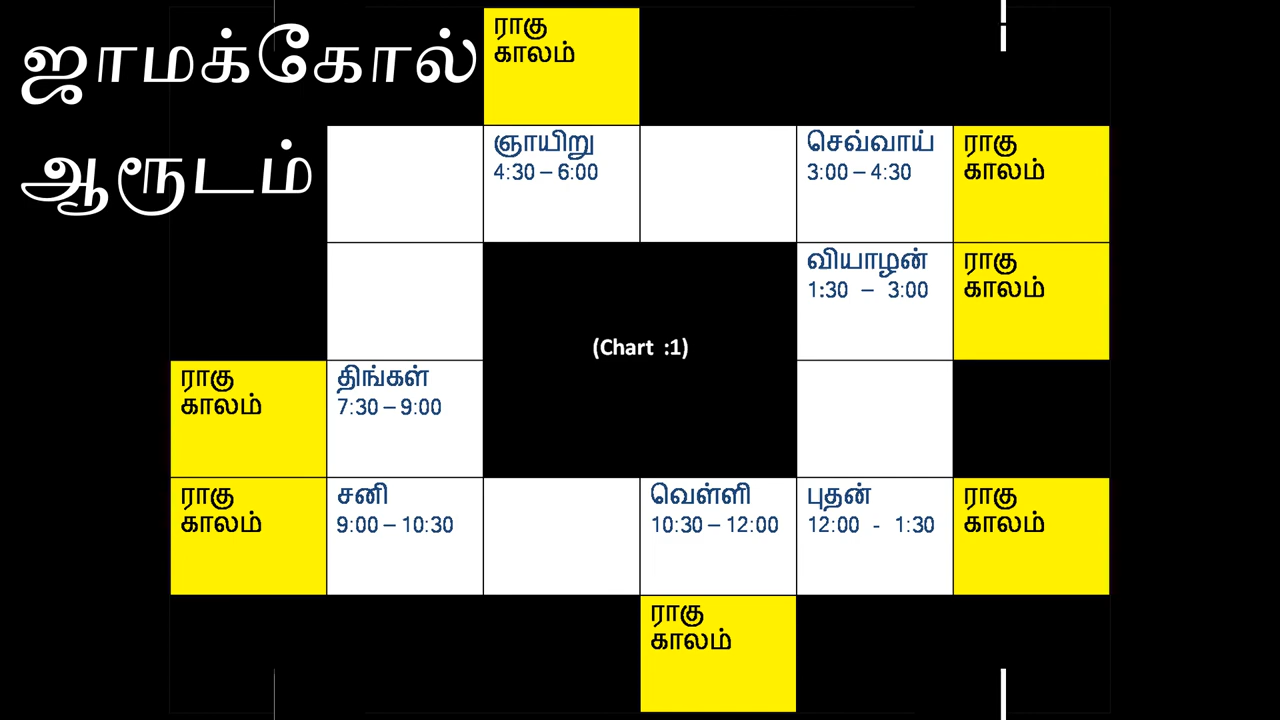 ஜாமக்கோல்
ஆரூடம்
ராகு
காலம்
ஞாயிறு
4:30 – 6:00
செவ்வாய்
3:00 – 4:30
ராகு
காலம்
வியாழன்
1:30 – 3:00
ராகு
காலம்
(Chart :1)
ராகு
காலம்
திங்கள்
7:30 – 9:00
ராகு
காலம்
சனி
9:00 – 10:30
வெள்ளி
10:30 – 12:00
புதன்
12:00 - 1:30
ராகு
காலம்
ராகு
காலம்